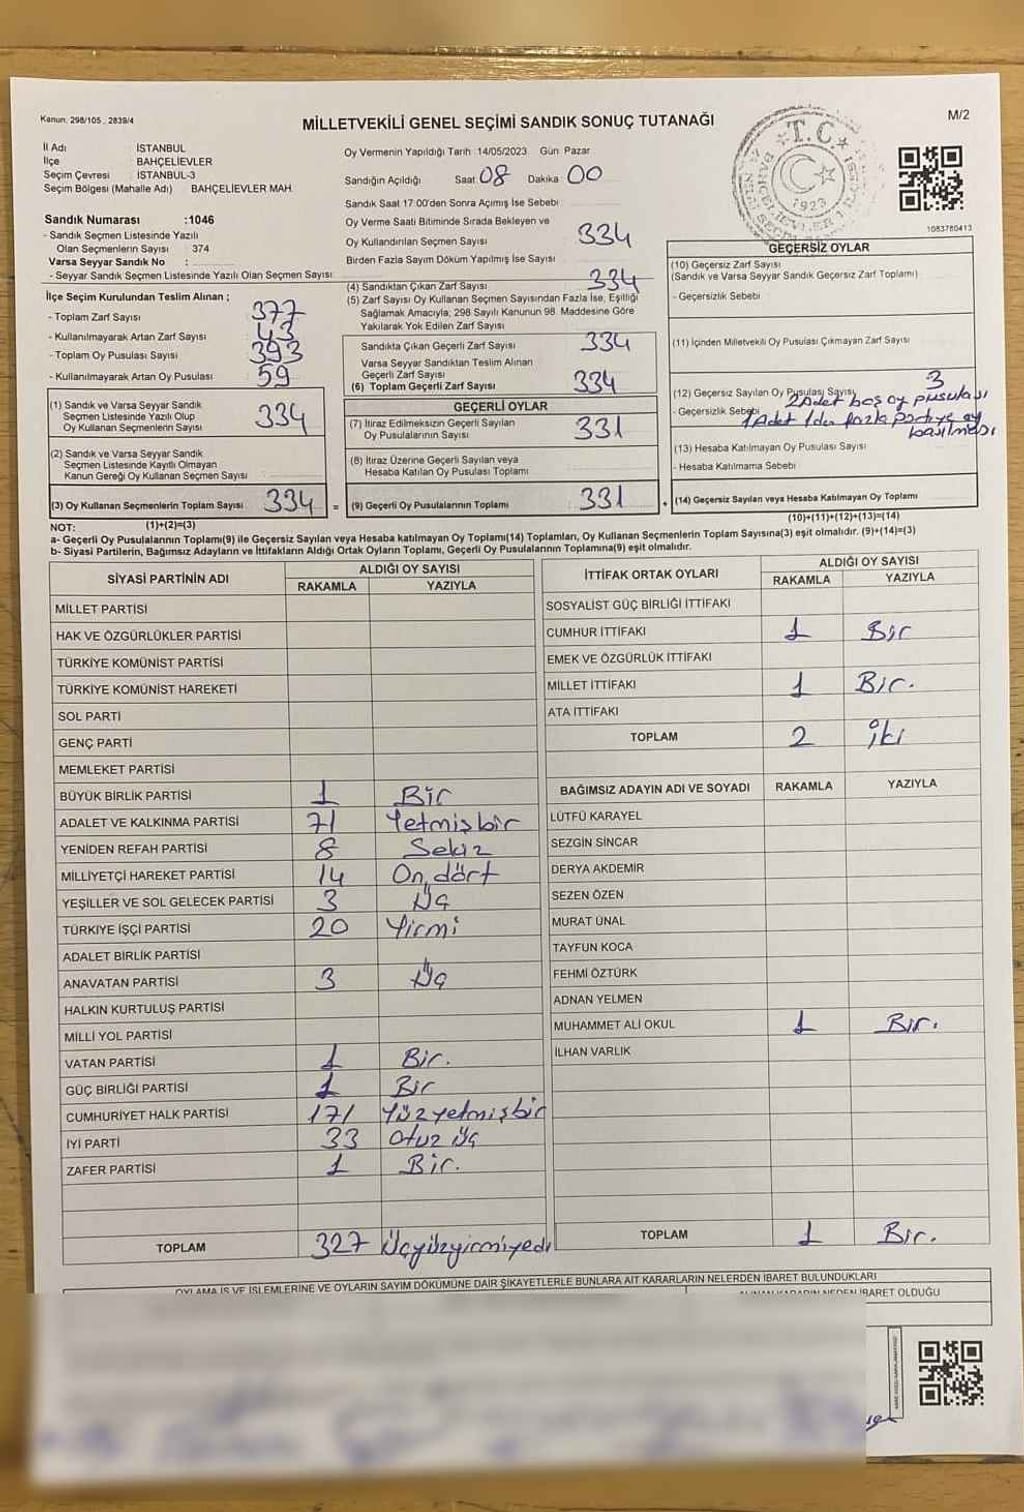 Kanun: 298/105 , 2839/4
MİLLETVEKİLİ GENEL SEÇİMİ SANDIK SONUÇ TUTANAĞI
M/2
İl Adı İSTANBUL
İlçe BAHÇELİEVLER
Seçim Çevresi İSTANBUL-3
Seçim Bölgesi (Mahalle Adı) BAHÇELİEVLER MAH.
Sandık Numarası :1046
- Sandık Seçmen Listesinde Yazılı
Olan Seçmenlerin Sayısı 374
Varsa Seyyar Sandık No :
- Seyyar Sandık Seçmen Listesinde Yazılı Olan Seçmen Sayısı
Oy Vermenin Yapıldığı Tarih :14/05/2023 Gün: Pazar
Sandığın Açıldığı Saat 08 Dakika 00
Sandık Saat 17:00'den Sonra Açımış İse Sebebi
Oy Verme Saati Bitiminde Sırada Bekleyen ve
Oy Kullandırılan Seçmen Sayısı 334
Birden Fazla Sayım Döküm Yapılmış İse Sayısı
T.C.
1923
1083760413
İlçe Seçim Kurulundan Teslim Alınan ;
- Toplam Zarf Sayısı 377
- Kullanılmayarak Artan Zarf Sayısı 43
- Toplam Oy Pusulası Sayısı 393
- Kullanılmayarak Artan Oy Pusulası 59
(1) Sandık ve Varsa Seyyar Sandık
Seçmen Listesinde Yazılı Olup
Oy Kullanan Seçmenlerin Sayısı 334
(2) Sandık ve Varsa Seyyar Sandık
Seçmen Listesinde Kayıtlı Olmayan
Kanun Gereği Oy Kullanan Seçmen Sayısı
(3) Oy Kullanan Seçmenlerin Toplam Sayısı 334 =
(1)+(2)=(3)
(4) Sandıktan Çıkan Zarf Sayısı 334
(5) Zarf Sayısı Oy Kullanan Seçmen Sayısından Fazla İse, Eşitliği
Sağlamak Amacıyla, 298 Sayılı Kanunun 98. Maddesine Göre
Yakılarak Yok Edilen Zarf Sayısı
Sandıkta Çıkan Geçerli Zarf Sayısı 334
Varsa Seyyar Sandıktan Teslim Alınan
Geçerli Zarf Sayısı
(6) Toplam Geçerli Zarf Sayısı 334
GEÇERLİ OYLAR
(7) İtiraz Edilmeksizin Geçerli Sayılan
Oy Pusulalarının Sayısı 331
(8) İtiraz Üzerine Geçerli Sayılan veya
Hesaba Katılan Oy Pusulası Toplamı
(9) Geçerli Oy Pusulalarının Toplamı 331 +
GEÇERSİZ OYLAR
(10) Geçersiz Zarf Sayısı
(Sandık ve Varsa Seyyar Sandık Geçersiz Zarf Toplamı)
- Geçersizlik Sebebi
(11) İçinden Milletvekili Oy Pusulası Çıkmayan Zarf Sayısı
(12) Geçersiz Sayılan Oy Pusulası Sayısı 3
2 Adet boş oy pusulası
- Geçersizlik Sebebi 1 Adet 1den fazla partiye oy
basılması
(13) Hesaba Katılmayan Oy Pusulası Sayısı
- Hesaba Katılmama Sebebi
(14) Geçersiz Sayılan veya Hesaba Katılmayan Oy Toplamı
(10)+(11)+(12)+(13)=(14)
NOT:
a- Geçerli Oy Pusulalarının Toplamı(9) ile Geçersiz Sayılan veya Hesaba katılmayan Oy Toplamı(14) Toplamları, Oy Kullanan Seçmenlerin Toplam Sayısına(3) eşit olmalıdır. (9)+(14)=(3)
b- Siyasi Partilerin, Bağımsız Adayların ve İttifakların Aldığı Ortak Oyların Toplamı, Geçerli Oy Pusulalarının Toplamına(9) eşit olmalıdır.
SİYASİ PARTİNİN ADI ALDIĞI OY SAYISI
RAKAMLA YAZIYLA
MİLLET PARTİSİ
HAK VE ÖZGÜRLÜKLER PARTİSİ
TÜRKİYE KOMÜNİST PARTİSİ
TÜRKİYE KOMÜNİST HAREKETİ
SOL PARTİ
GENÇ PARTİ
MEMLEKET PARTİSİ
BÜYÜK BİRLİK PARTİSİ 1 Bir
ADALET VE KALKINMA PARTİSİ 71 Yetmişbir
YENİDEN REFAH PARTİSİ 8 Sekiz
MİLLİYETÇİ HAREKET PARTİSİ 14 On dört
YEŞİLLER VE SOL GELECEK PARTİSİ 3 Üç
TÜRKİYE İŞÇİ PARTİSİ 20 Yirmi
ADALET BİRLİK PARTİSİ
ANAVATAN PARTİSİ 3 Üç
HALKIN KURTULUŞ PARTİSİ
MİLLİ YOL PARTİSİ
VATAN PARTİSİ 1 Bir.
GÜÇ BİRLİĞİ PARTİSİ 1 Bir
CUMHURİYET HALK PARTİSİ 171 Yüzyetmişbir
İYİ PARTİ 33 Otuz üç
ZAFER PARTİSİ 1 Bir.
TOPLAM 327 Üçyüzyirmiyedi
İTTİFAK ORTAK OYLARI ALDIĞI OY SAYISI
RAKAMLA YAZIYLA
SOSYALİST GÜÇ BİRLİĞİ İTTİFAKI
CUMHUR İTTİFAKI 1 Bir
EMEK VE ÖZGÜRLÜK İTTİFAKI
MİLLET İTTİFAKI 1 Bir.
ATA İTTİFAKI
TOPLAM 2 iki
BAĞIMSIZ ADAYIN ADI VE SOYADI RAKAMLA YAZIYLA
LÜTFÜ KARAYEL
SEZGİN SİNCAR
DERYA AKDEMİR
SEZEN ÖZEN
MURAT ÜNAL
TAYFUN KOCA
FEHMİ ÖZTÜRK
ADNAN YELMEN
MUHAMMET ALİ OKUL 1 Bir.
İLHAN VARLIK
TOPLAM 1 Bir.
OYLAMA İŞ VE İŞLEMLERİNE VE OYLARIN SAYIM DÖKÜMÜNE DAİR ŞİKAYETLERLE BUNLARA AİT KARARLARIN NELERDEN İBARET BULUNDUKLARI
ALINAN KARARIN NEDEN İBARET OLDUĞU